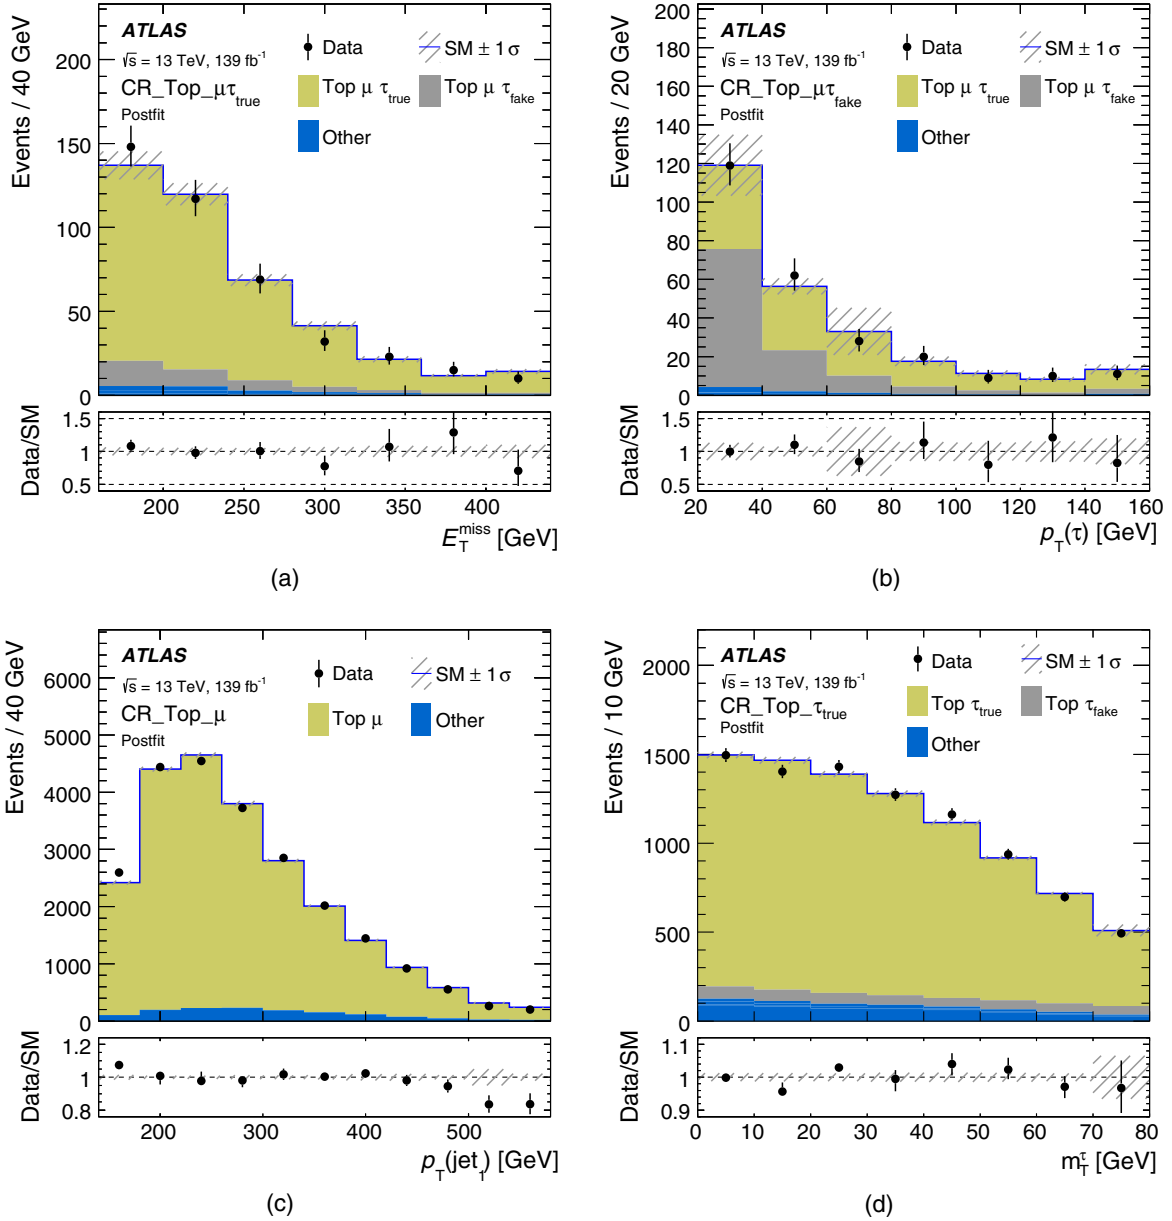 ATLAS
√s = 13 TeV, 139 fb⁻¹
CR_Top_μτtrue
Postfit
Data
SM ± 1σ
Top μ τtrue
Top μ τfake
Other
Events / 40 GeV
200
150
100
50
0
Data/SM
1.5
1
0.5
200 250 300 350 400
E_T^miss [GeV]
(a)
ATLAS
√s = 13 TeV, 139 fb⁻¹
CR_Top_μτfake
Postfit
Data
SM ± 1σ
Top μ τtrue
Top μ τfake
Other
Events / 20 GeV
200
180
160
140
120
100
80
60
40
20
0
Data/SM
1.5
1
0.5
20 40 60 80 100 120 140 160
p_T(τ) [GeV]
(b)
ATLAS
√s = 13 TeV, 139 fb⁻¹
CR_Top_μ
Postfit
Data
SM ± 1σ
Top μ
Other
Events / 40 GeV
6000
5000
4000
3000
2000
1000
0
Data/SM
1.2
1.0
0.8
200 300 400 500
p_T(jet_1) [GeV]
(c)
ATLAS
√s = 13 TeV, 139 fb⁻¹
CR_Top_τtrue
Postfit
Data
SM ± 1σ
Top τtrue
Top τfake
Other
Events / 10 GeV
2000
1500
1000
500
0
Data/SM
1.1
1
0.9
0 10 20 30 40 50 60 70 80
m_T^τ [GeV]
(d)